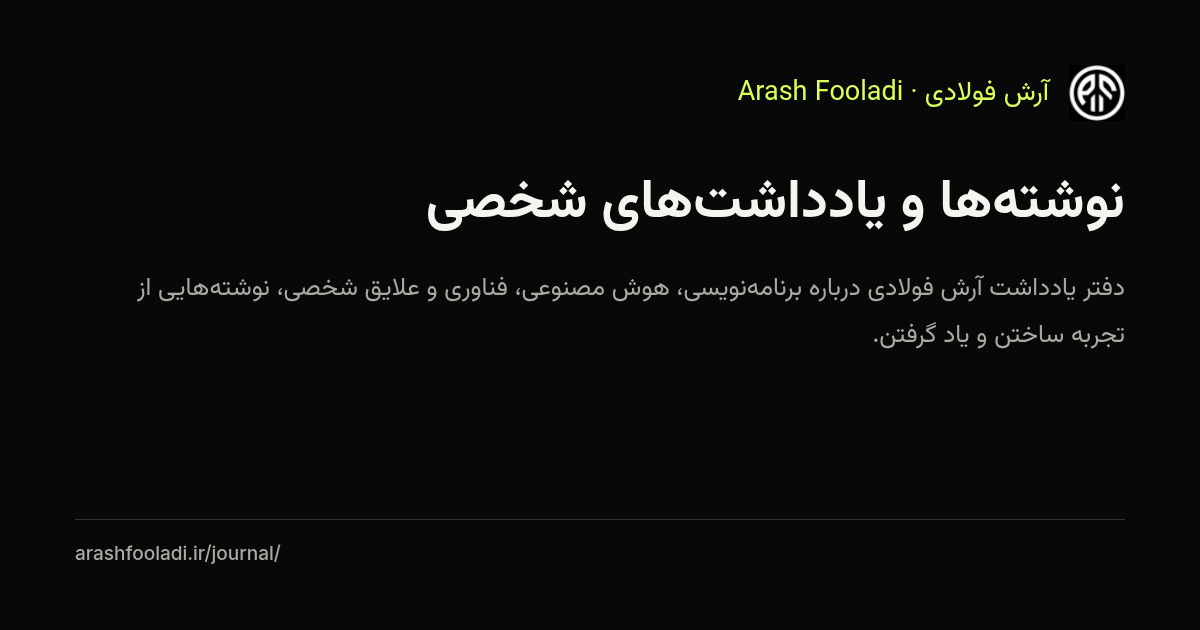 آرش فولادی · Arash Fooladi
نوشته‌ها و یادداشت‌های شخصی
دفتر یادداشت آرش فولادی درباره برنامه‌نویسی، هوش مصنوعی، فناوری و علایق شخصی، نوشته‌هایی از
تجربه ساختن و یاد گرفتن.
arashfooladi.ir/journal/